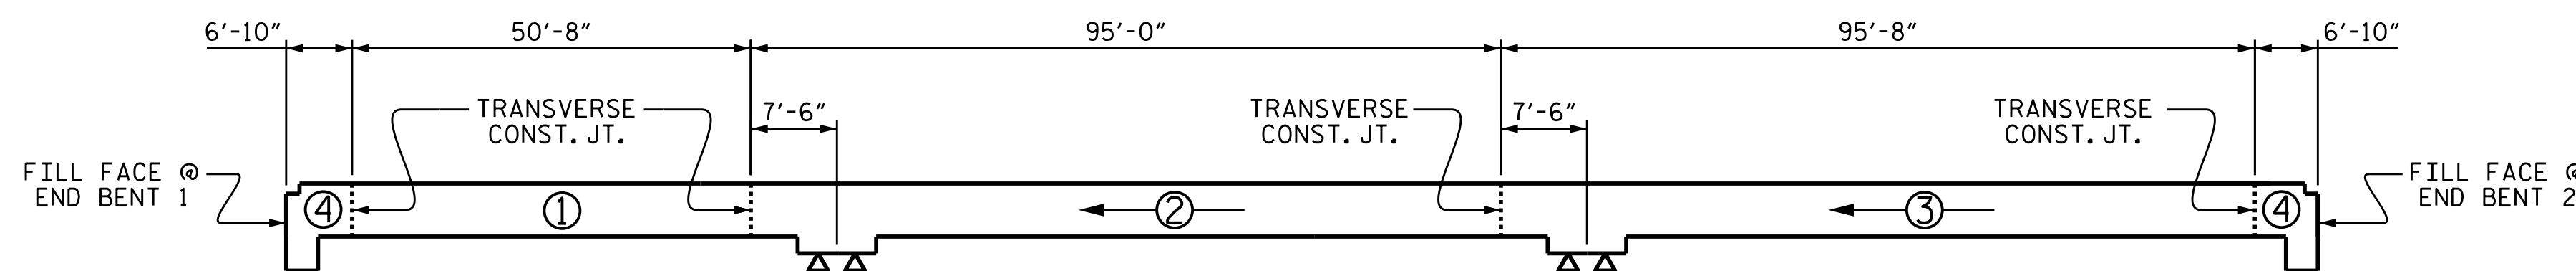 6'-10" 50'-8" 95'-0" 95'-8" 6'-10"
TRANSVERSE
CONST. JT.
7'-6"
TRANSVERSE
CONST. JT.
7'-6"
TRANSVERSE
CONST. JT.
FILL FACE @
END BENT 1
4 1 2 3 4
FILL FACE @
END BENT 2